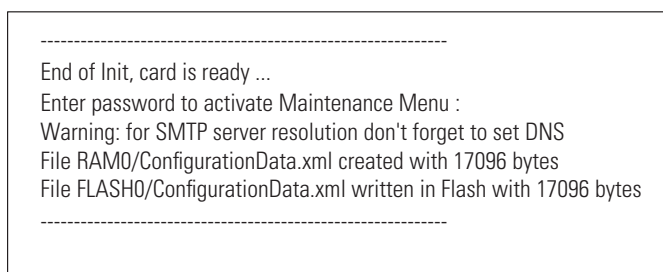 -------------------------------------------------------------
End of Init, card is ready ...
Enter password to activate Maintenance Menu :
Warning: for SMTP server resolution don't forget to set DNS
File RAM0/ConfigurationData.xml created with 17096 bytes
File FLASH0/ConfigurationData.xml written in Flash with 17096 bytes
-------------------------------------------------------------